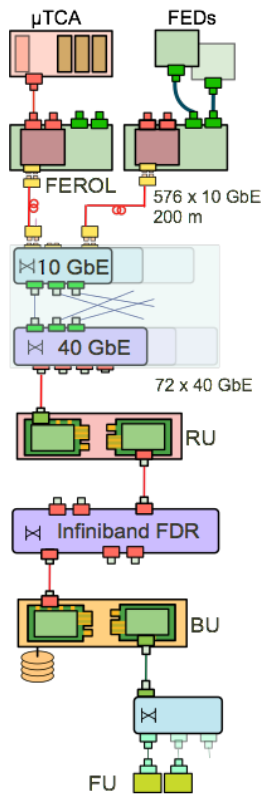 µTCA FEDs
FEROL
576 x 10 GbE
200 m
10 GbE
40 GbE
72 x 40 GbE
RU
Infiniband FDR
BU
FU